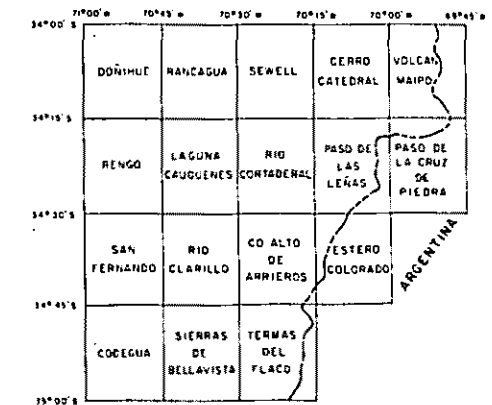 71°00' W 70°45' W 70°30' W 70°15' W 70°00' W 69°45' W
34°00' S
DOÑIHUE RANCAGUA SEWELL CERRO CATEDRAL VOLCAN MAIPO
34°15' S
RENGO LAGUNA CAUQUENES RIO CORTADERAL PASO DE LAS LEÑAS PASO DE LA CRUZ DE PIEDRA
34°30' S
SAN FERNANDO RIO CLARILLO CO ALTO DE ARRIEROS ESTERO COLORADO
ARGENTINA
34°45' S
CODEGUA SIERRAS DE BELLAVISTA TERMAS DEL FLACO
35°00' S